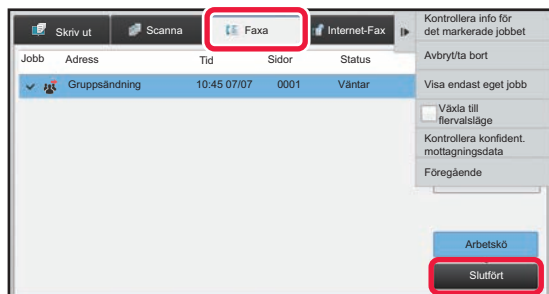 Skriv ut
Scanna
Faxa
Internet-Fax
Jobb Adress Tid Sidor Status
Gruppsändning 10:45 07/07 0001 Väntar
Kontrollera info för
det markerade jobbet
Avbryt/ta bort
Visa endast eget jobb
Växla till
flervalsläge
Kontrollera konfident.
mottagningsdata
Föregående
Arbetskö
Slutfört